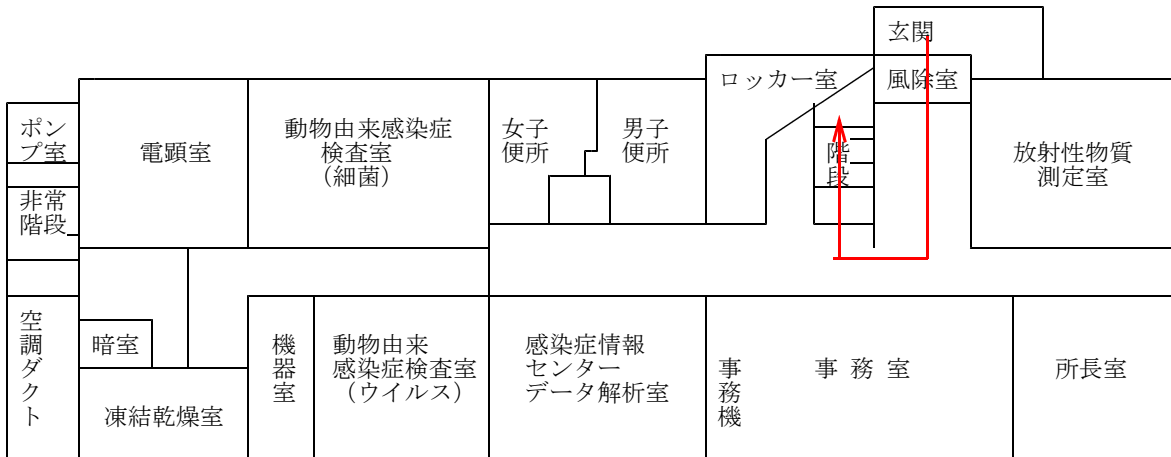 玄関
ロッカー室
風除室
ポン
プ室
電顕室
動物由来感染症
検査室
（細菌）
女子
便所
男子
便所
階段
放射性物質
測定室
非常
階段
空調ダクト
暗室
凍結乾燥室
機器室
動物由来
感染症検査室
（ウイルス）
感染症情報
センター
データ解析室
事務機
事務室
所長室